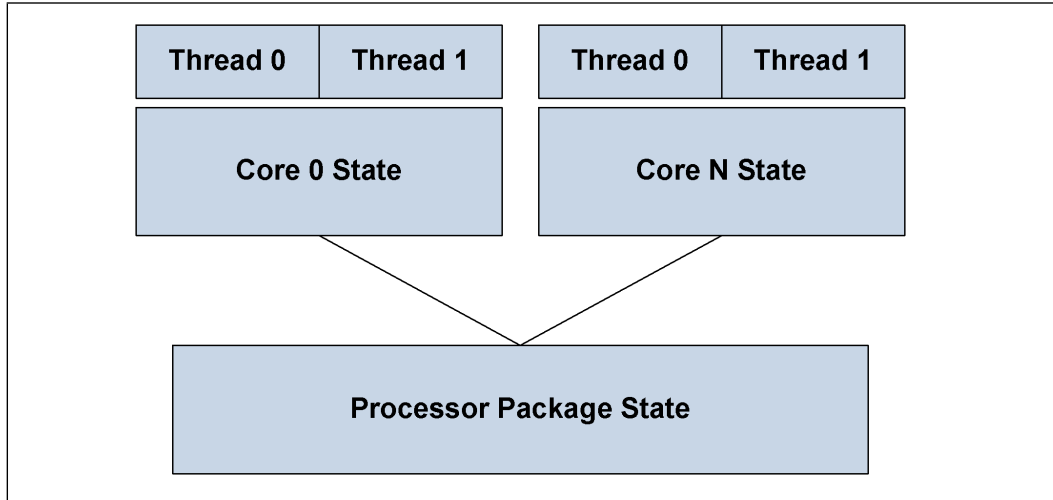 Thread 0 Thread 1 Thread 0 Thread 1
Core 0 State Core N State
Processor Package State